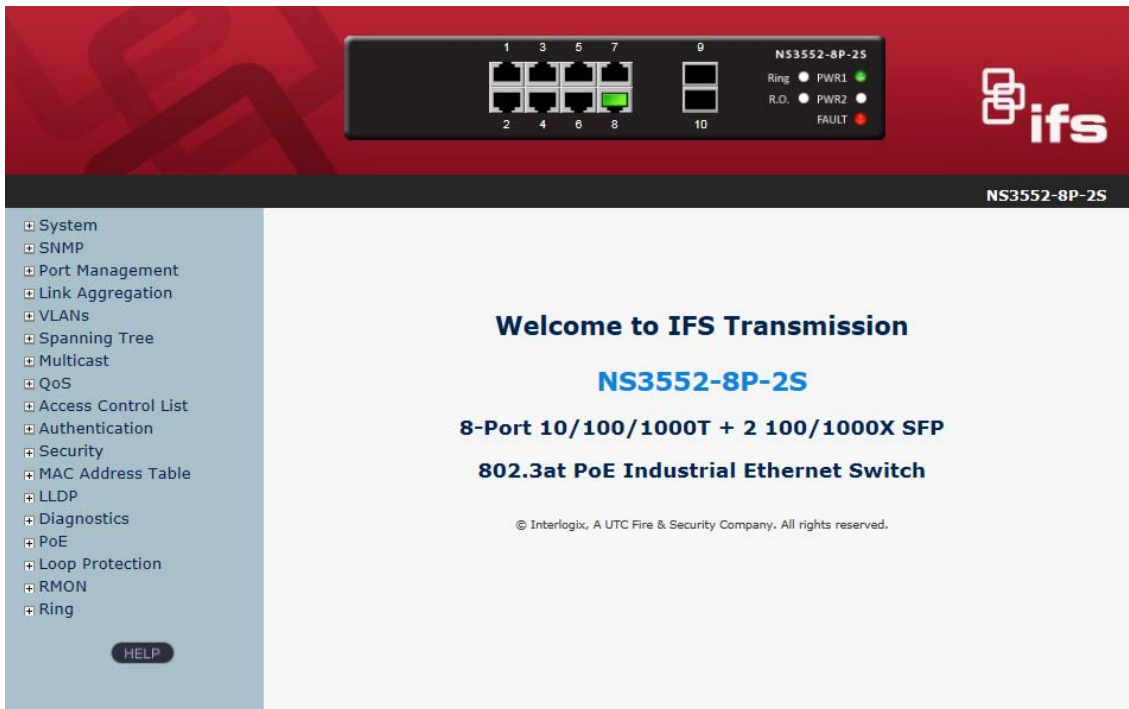 1 3 5 7 9
2 4 6 8 10
NS3552-8P-2S
Ring PWR1
R.O. PWR2
FAULT
ifs
NS3552-8P-2S
System
SNMP
Port Management
Link Aggregation
VLANs
Spanning Tree
Multicast
QoS
Access Control List
Authentication
Security
MAC Address Table
LLDP
Diagnostics
PoE
Loop Protection
RMON
Ring
HELP
Welcome to IFS Transmission
NS3552-8P-2S
8-Port 10/100/1000T + 2 100/1000X SFP
802.3at PoE Industrial Ethernet Switch
© Interlogix, A UTC Fire & Security Company. All rights reserved.